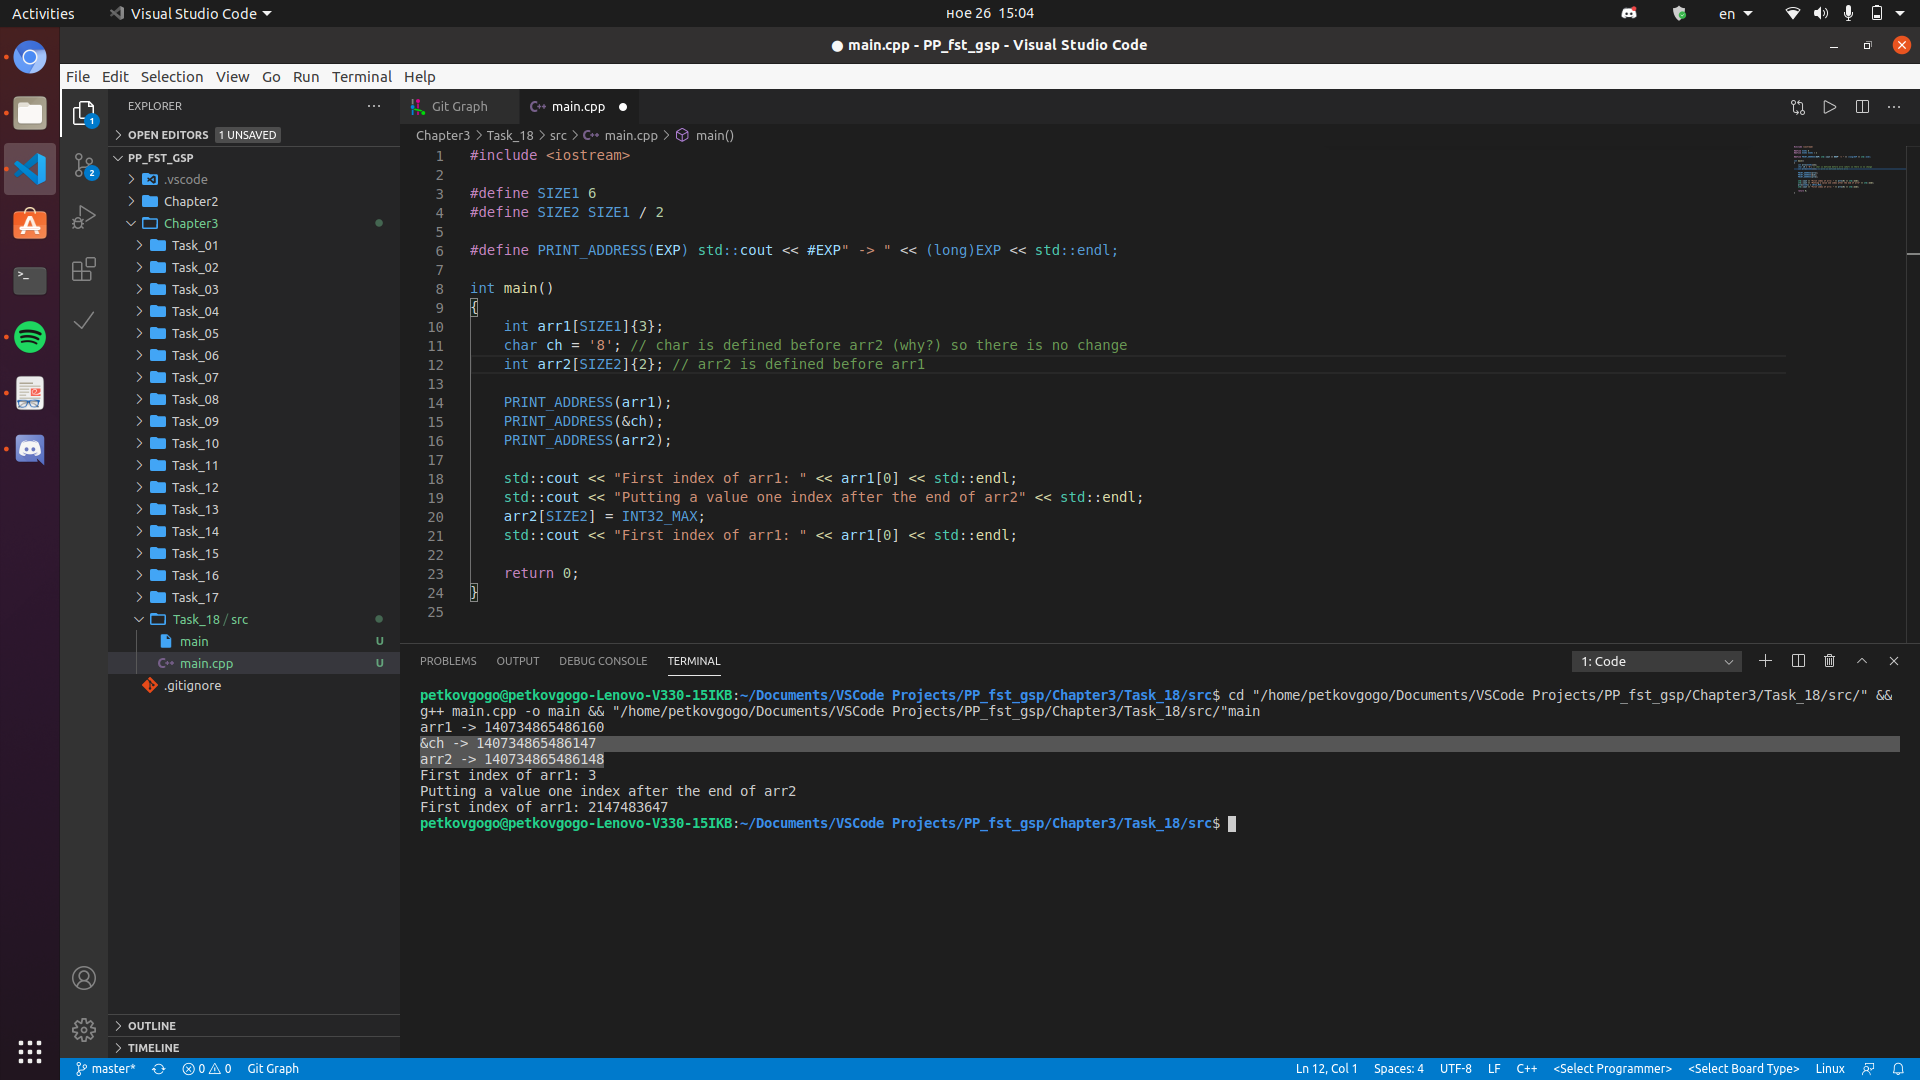 Activities
Visual Studio Code
ное 26 15:04
en
● main.cpp - PP_fst_gsp - Visual Studio Code
File Edit Selection View Go Run Terminal Help
EXPLORER
OPEN EDITORS 1 UNSAVED
PP_FST_GSP
.vscode
Chapter2
Chapter3
Task_01
Task_02
Task_03
Task_04
Task_05
Task_06
Task_07
Task_08
Task_09
Task_10
Task_11
Task_12
Task_13
Task_14
Task_15
Task_16
Task_17
Task_18 / src
main U
main.cpp U
.gitignore
OUTLINE
TIMELINE
1
2
Git Graph
main.cpp
Chapter3 > Task_18 > src > main.cpp > main()
1 #include <iostream>
2
3 #define SIZE1 6
4 #define SIZE2 SIZE1 / 2
5
6 #define PRINT_ADDRESS(EXP) std::cout << #EXP" -> " << (long)EXP << std::endl;
7
8 int main()
9 {
10 int arr1[SIZE1]{3};
11 char ch = '8'; // char is defined before arr2 (why?) so there is no change
12 int arr2[SIZE2]{2}; // arr2 is defined before arr1
13
14 PRINT_ADDRESS(arr1);
15 PRINT_ADDRESS(&ch);
16 PRINT_ADDRESS(arr2);
17
18 std::cout << "First index of arr1: " << arr1[0] << std::endl;
19 std::cout << "Putting a value one index after the end of arr2" << std::endl;
20 arr2[SIZE2] = INT32_MAX;
21 std::cout << "First index of arr1: " << arr1[0] << std::endl;
22
23 return 0;
24 }
25
PROBLEMS OUTPUT DEBUG CONSOLE TERMINAL
1: Code
petkovgogo@petkovgogo-Lenovo-V330-15IKB:~/Documents/VSCode Projects/PP_fst_gsp/Chapter3/Task_18/src$ cd "/home/petkovgogo/Documents/VSCode Projects/PP_fst_gsp/Chapter3/Task_18/src/" &&
g++ main.cpp -o main && "/home/petkovgogo/Documents/VSCode Projects/PP_fst_gsp/Chapter3/Task_18/src/"main
arr1 -> 140734865486160
&ch -> 140734865486147
arr2 -> 140734865486148
First index of arr1: 3
Putting a value one index after the end of arr2
First index of arr1: 2147483647
petkovgogo@petkovgogo-Lenovo-V330-15IKB:~/Documents/VSCode Projects/PP_fst_gsp/Chapter3/Task_18/src$
master* 0 0 Git Graph
Ln 12, Col 1 Spaces: 4 UTF-8 LF C++ <Select Programmer> <Select Board Type> Linux